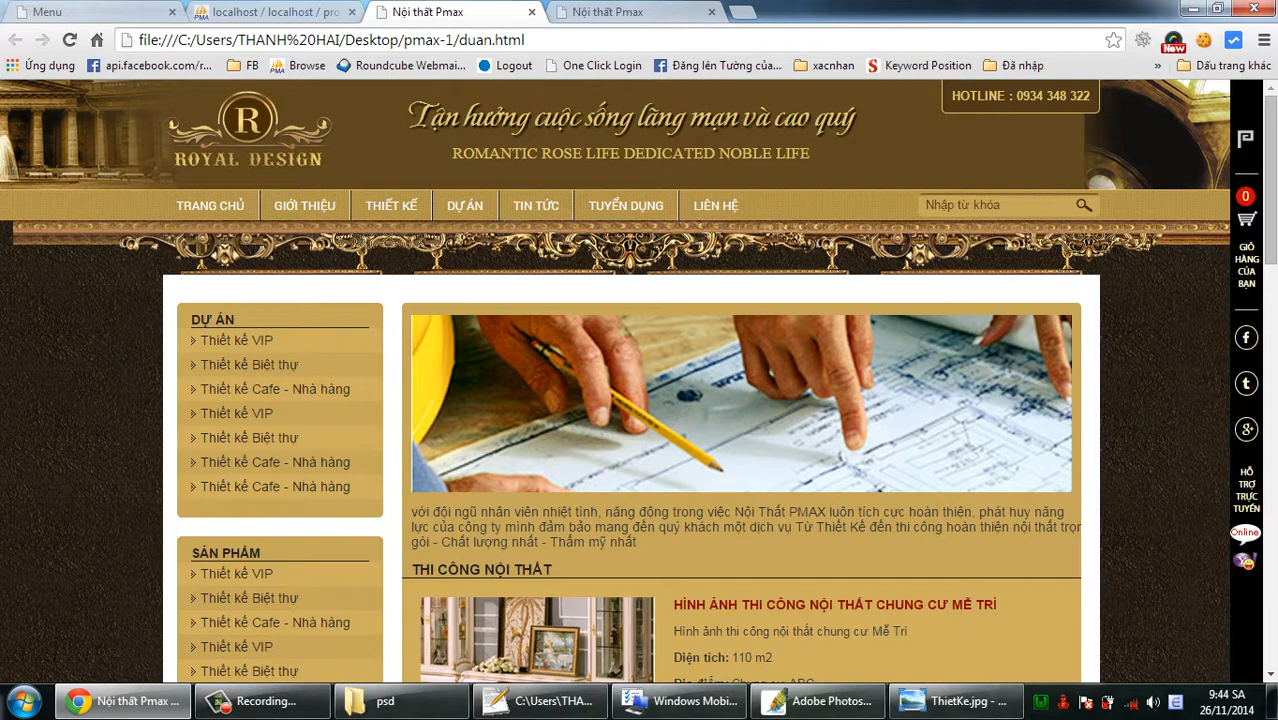 Menu
localhost / localhost / pro
Nội thất Pmax
Nội thất Pmax
file:///C:/Users/THANH%20HAI/Desktop/pmax-1/duan.html
New
Ứng dụng
api.facebook.com/r...
FB
Browse
Roundcube Webmai...
Logout
One Click Login
Đăng lên Tường của...
xacnhan
Keyword Position
Đã nhập
»
Dấu trang khác
R
ROYAL DESIGN
Tận hưởng cuộc sống lãng mạn và cao quý
ROMANTIC ROSE LIFE DEDICATED NOBLE LIFE
HOTLINE : 0934 348 322
TRANG CHỦ
GIỚI THIỆU
THIẾT KẾ
DỰ ÁN
TIN TỨC
TUYỂN DỤNG
LIÊN HỆ
Nhập từ khóa
0
GIỎ
HÀNG
CỦA
BẠN
HỖ
TRỢ
TRỰC
TUYẾN
Online
DỰ ÁN
Thiết kế VIP
Thiết kế Biệt thự
Thiết kế Cafe - Nhà hàng
Thiết kế VIP
Thiết kế Biệt thự
Thiết kế Cafe - Nhà hàng
Thiết kế Cafe - Nhà hàng
SẢN PHẨM
Thiết kế VIP
Thiết kế Biệt thự
Thiết kế Cafe - Nhà hàng
Thiết kế VIP
Thiết kế Biệt thự
với đội ngũ nhân viên nhiệt tình, năng động trong việc Nội Thất PMAX luôn tích cực hoàn thiện, phát huy năng
lực của công ty mình đảm bảo mang đến quý khách một dịch vụ Từ Thiết Kế đến thi công hoàn thiện nội thất trọn
gói - Chất lượng nhất - Thẩm mỹ nhất
THI CÔNG NỘI THẤT
HÌNH ẢNH THI CÔNG NỘI THẤT CHUNG CƯ MỄ TRÌ
Hình ảnh thi công nội thất chung cư Mễ Trì
Diện tích: 110 m2
Địa điểm: Chung cư ABC
Nội thất Pmax ...
Recording...
psd
C:\Users\THA...
Windows Mobi...
Adobe Photos...
ThietKe.jpg - ...
9:44 SA
26/11/2014